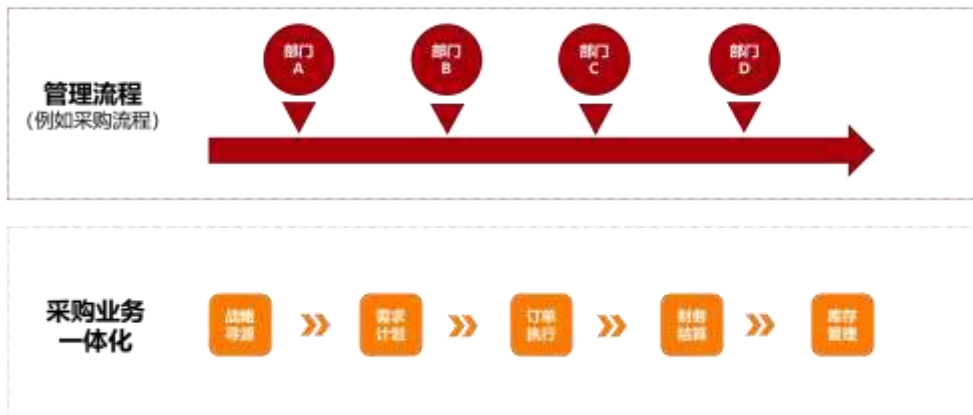 部门
A
部门
B
部门
C
部门
D
管理流程
(例如采购流程)
采购业务
一体化
战略
寻源
需求
计划
订单
执行
财务
结算
库存
管理